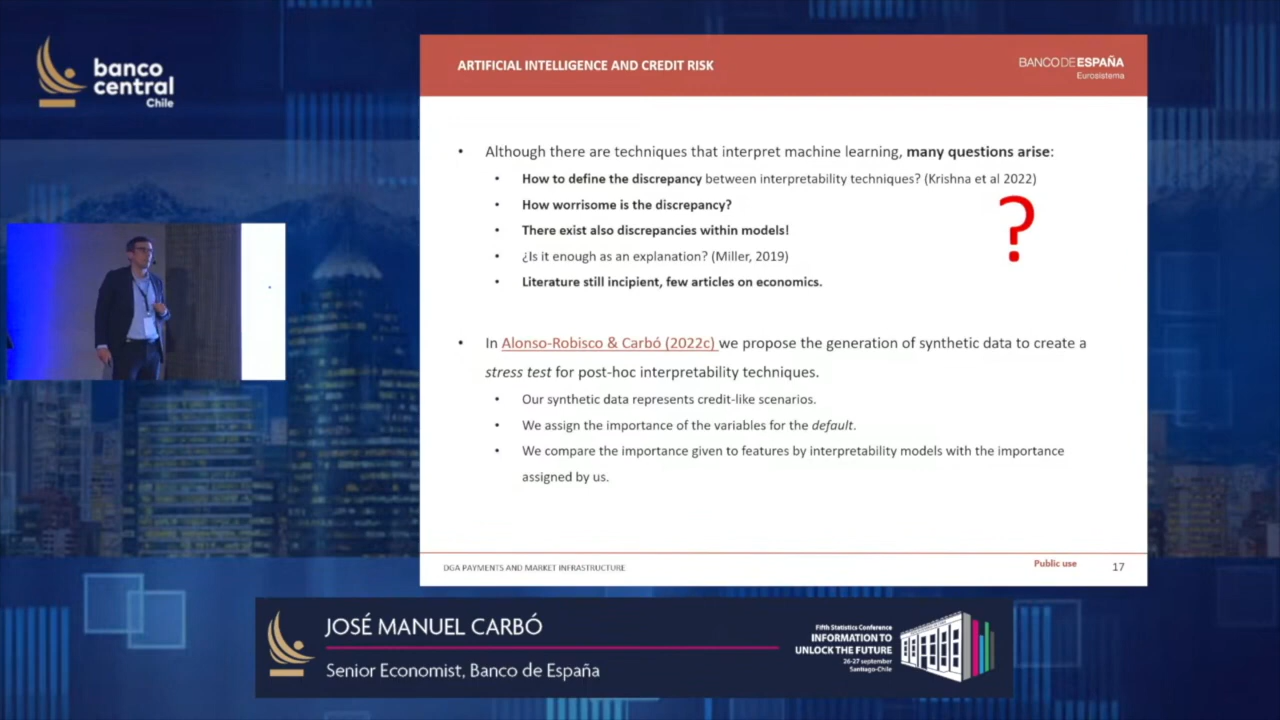 banco
central
Chile
ARTIFICIAL INTELLIGENCE AND CREDIT RISK
BANCO DE ESPAÑA
Eurosistema
• Although there are techniques that interpret machine learning, many questions arise:
• How to define the discrepancy between interpretability techniques? (Krishna et al 2022)
• How worrisome is the discrepancy?
• There exist also discrepancies within models!
• ¿Is it enough as an explanation? (Miller, 2019)
• Literature still incipient, few articles on economics.
?
• In Alonso-Robisco & Carbó (2022c) we propose the generation of synthetic data to create a
stress test for post-hoc interpretability techniques.
• Our synthetic data represents credit-like scenarios.
• We assign the importance of the variables for the default.
• We compare the importance given to features by interpretability models with the importance
assigned by us.
DGA PAYMENTS AND MARKET INFRASTRUCTURE
Public use
17
JOSÉ MANUEL CARBÓ
Senior Economist, Banco de España
Fifth Statistics Conference
INFORMATION TO
UNLOCK THE FUTURE
26-27 september
Santiago-Chile